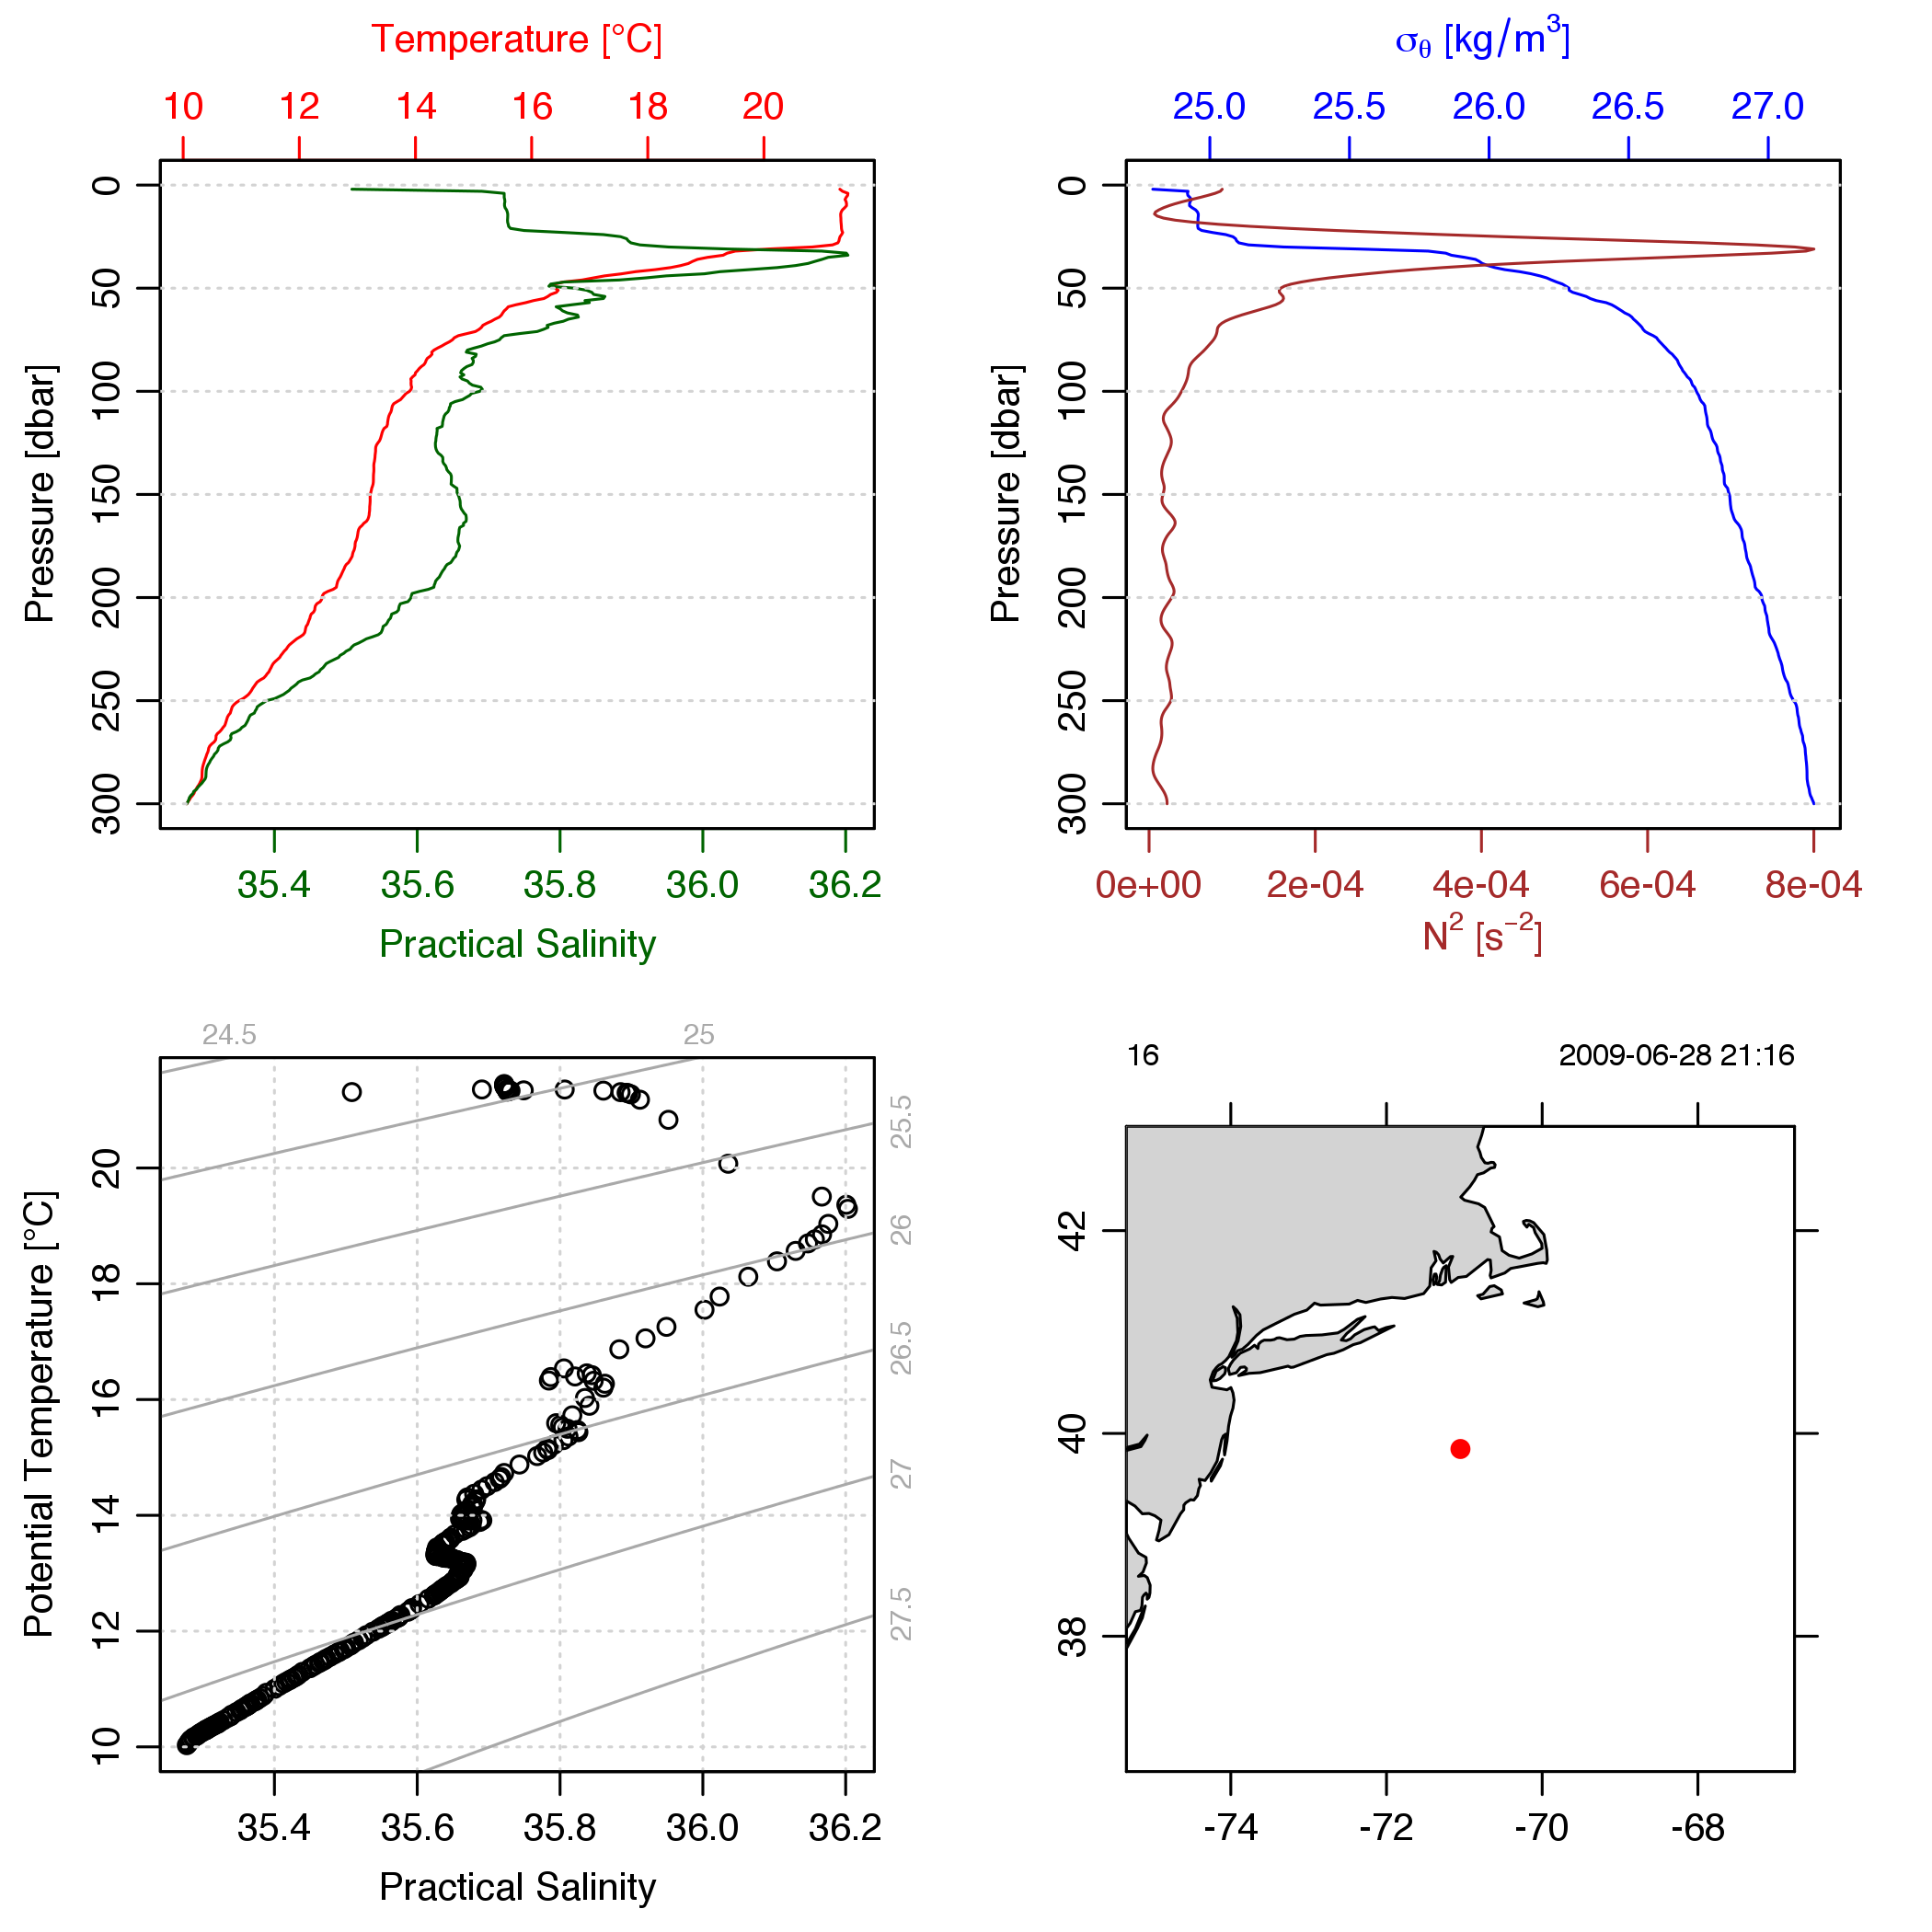 Temperature [°C]
10 12 14 16 18 20
Pressure [dbar]
0 50 100 150 200 250 300
35.4 35.6 35.8 36.0 36.2
Practical Salinity
σθ [kg/m³]
25.0 25.5 26.0 26.5 27.0
Pressure [dbar]
0 50 100 150 200 250 300
0e+00 2e-04 4e-04 6e-04 8e-04
N² [s⁻²]
24.5 25
25.5 26 26.5 27 27.5
Potential Temperature [°C]
10 12 14 16 18 20
35.4 35.6 35.8 36.0 36.2
Practical Salinity
16 2009-06-28 21:16
42 40 38
-74 -72 -70 -68